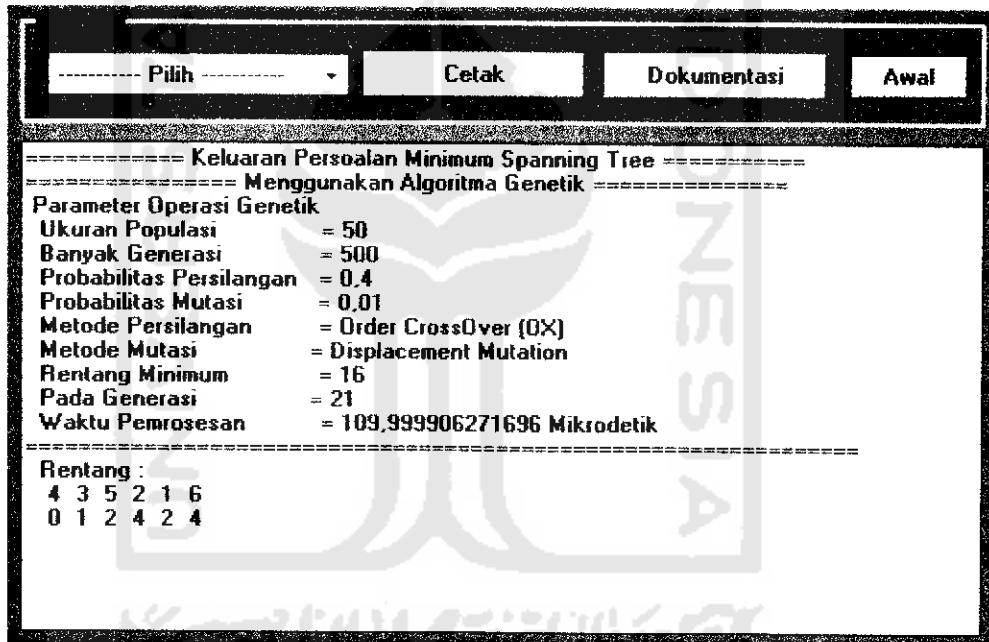 ---------- Pilih ---------- Cetak Dokumentasi Awal
============ Keluaran Persoalan Minimum Spanning Tree ===========
================ Menggunakan Algoritma Genetik ===============
Parameter Operasi Genetik
Ukuran Populasi = 50
Banyak Generasi = 500
Probabilitas Persilangan = 0,4
Probabilitas Mutasi = 0,01
Metode Persilangan = Order CrossOver (OX)
Metode Mutasi = Displacement Mutation
Rentang Minimum = 16
Pada Generasi = 21
Waktu Pemrosesan = 109,999906271696 Mikrodetik
================================================================
Rentang :
4 3 5 2 1 6
0 1 2 4 2 4